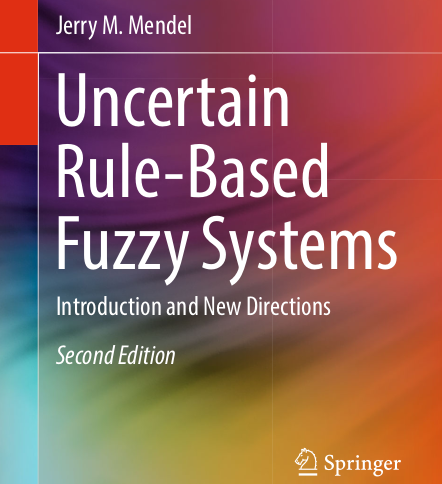 Jerry M. Mendel
Uncertain
Rule-Based
Fuzzy Systems
Introduction and New Directions
Second Edition
Springer